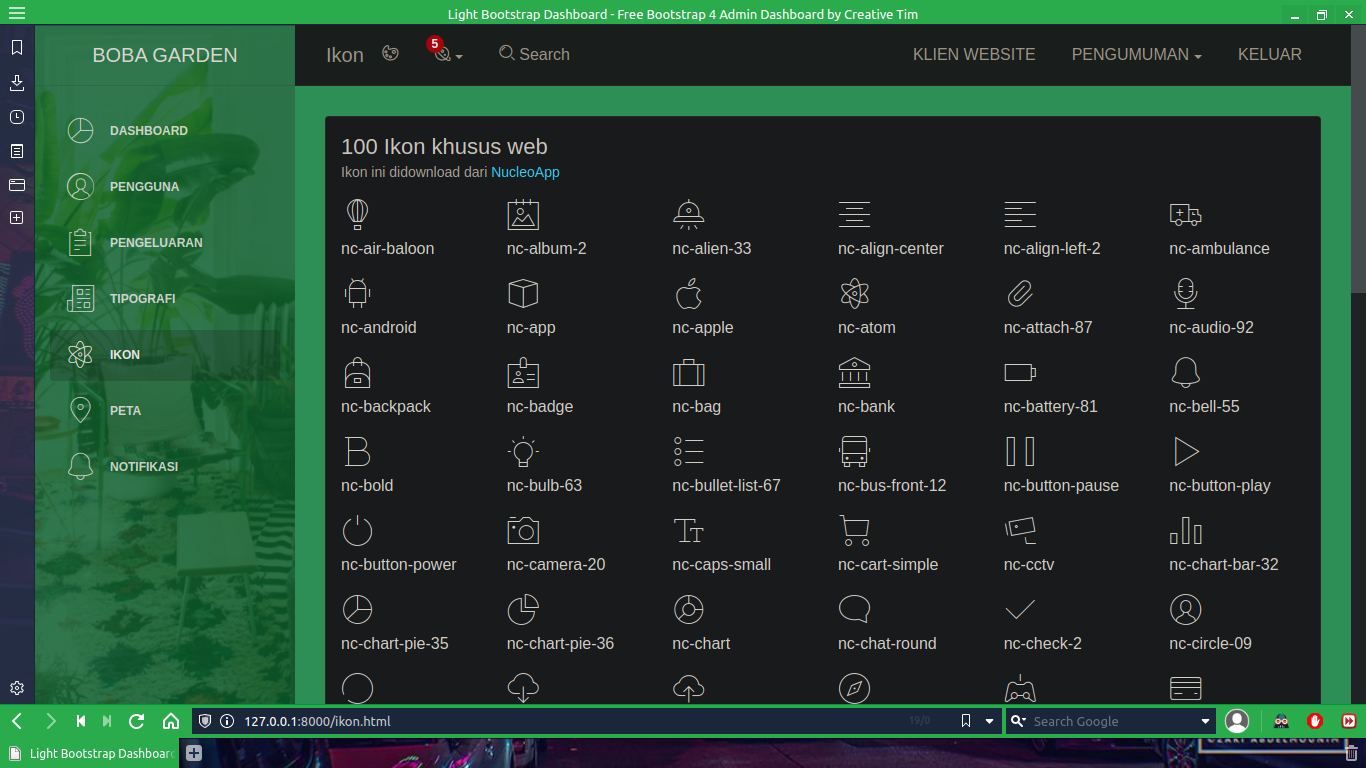 Light Bootstrap Dashboard - Free Bootstrap 4 Admin Dashboard by Creative Tim
BOBA GARDEN
Ikon
5
Search
KLIEN WEBSITE
PENGUMUMAN
KELUAR
DASHBOARD
PENGGUNA
PENGELUARAN
TIPOGRAFI
IKON
PETA
NOTIFIKASI
100 Ikon khusus web
Ikon ini didownload dari NucleoApp
nc-air-baloon nc-album-2 nc-alien-33 nc-align-center nc-align-left-2 nc-ambulance
nc-android nc-app nc-apple nc-atom nc-attach-87 nc-audio-92
nc-backpack nc-badge nc-bag nc-bank nc-battery-81 nc-bell-55
nc-bold nc-bulb-63 nc-bullet-list-67 nc-bus-front-12 nc-button-pause nc-button-play
nc-button-power nc-camera-20 nc-caps-small nc-cart-simple nc-cctv nc-chart-bar-32
nc-chart-pie-35 nc-chart-pie-36 nc-chart nc-chat-round nc-check-2 nc-circle-09
127.0.0.1:8000/ikon.html
19/0
Search Google
Light Bootstrap Dashboar